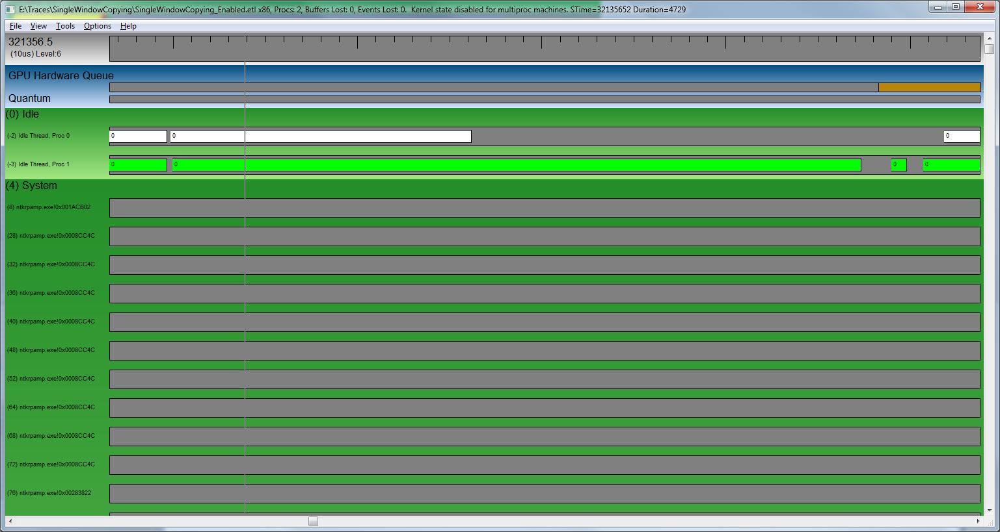 E:\Traces\SingleWindowCopying\SingleWindowCopying_Enabled.etl x86, Procs: 2, Buffers Lost: 0, Events Lost: 0.  Kernel state disabled for multiproc machines. STime=32135652 Duration=4729
File View Tools Options Help
321356.5
(10us) Level:6
GPU Hardware Queue
Quantum
(0) Idle
(-2) Idle Thread, Proc 0 0 0 0
(-3) Idle Thread, Proc 1 0 0 0 0
(4) System
(8) ntkrpamp.exe!0x001ACB02
(28) ntkrpamp.exe!0x0008CC4C
(32) ntkrpamp.exe!0x0008CC4C
(36) ntkrpamp.exe!0x0008CC4C
(40) ntkrpamp.exe!0x0008CC4C
(48) ntkrpamp.exe!0x0008CC4C
(52) ntkrpamp.exe!0x0008CC4C
(64) ntkrpamp.exe!0x0008CC4C
(68) ntkrpamp.exe!0x0008CC4C
(72) ntkrpamp.exe!0x0008CC4C
(76) ntkrpamp.exe!0x00283822